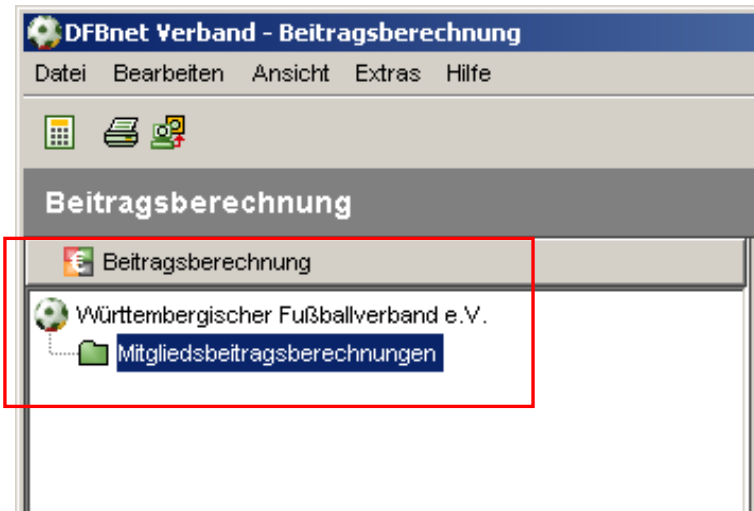 DFBnet Verband - Beitragsberechnung
Datei Bearbeiten Ansicht Extras Hilfe
Beitragsberechnung
Beitragsberechnung
Württembergischer Fußballverband e.V.
Mitgliedsbeitragsberechnungen